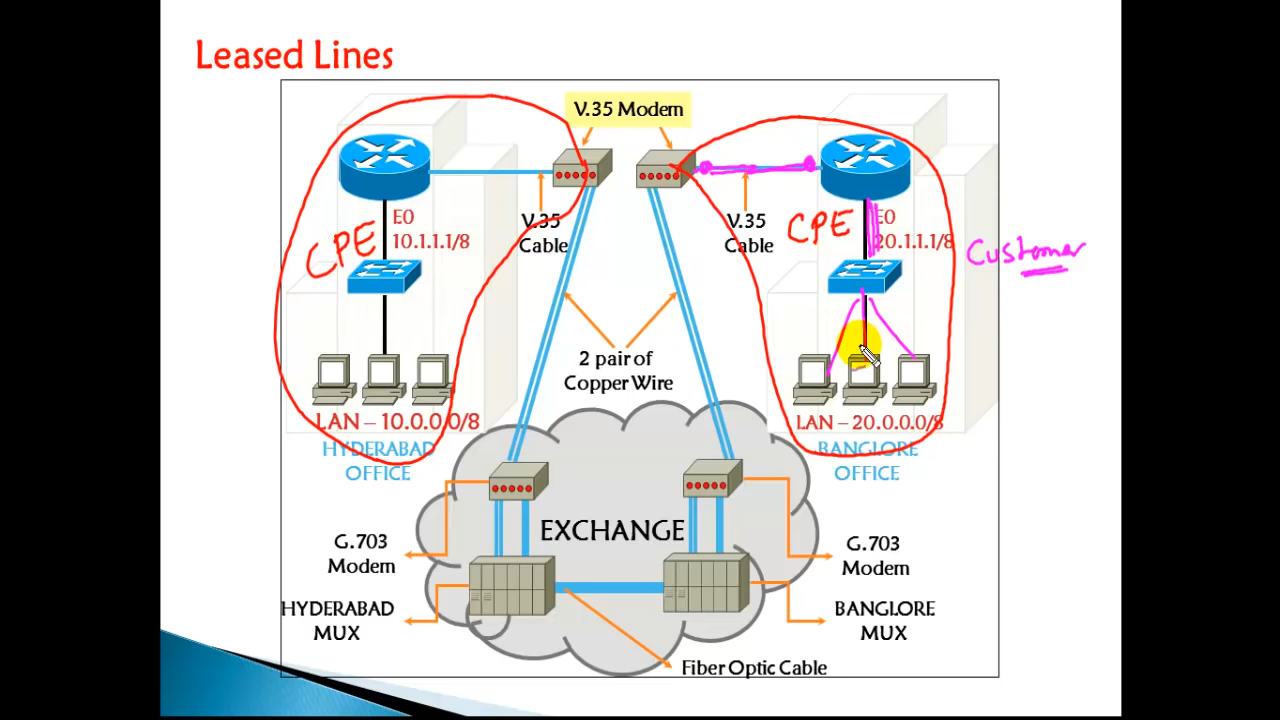 Leased Lines
V.35 Modem
CPE
E0
10.1.1.1/8
V.35
Cable
V.35
Cable
CPE
E0
20.1.1.1/8
Customer
2 pair of
Copper Wire
LAN – 10.0.0.0/8
HYDERABAD
OFFICE
LAN – 20.0.0.0/8
BANGLORE
OFFICE
EXCHANGE
G.703
Modem
G.703
Modem
HYDERABAD
MUX
BANGLORE
MUX
Fiber Optic Cable